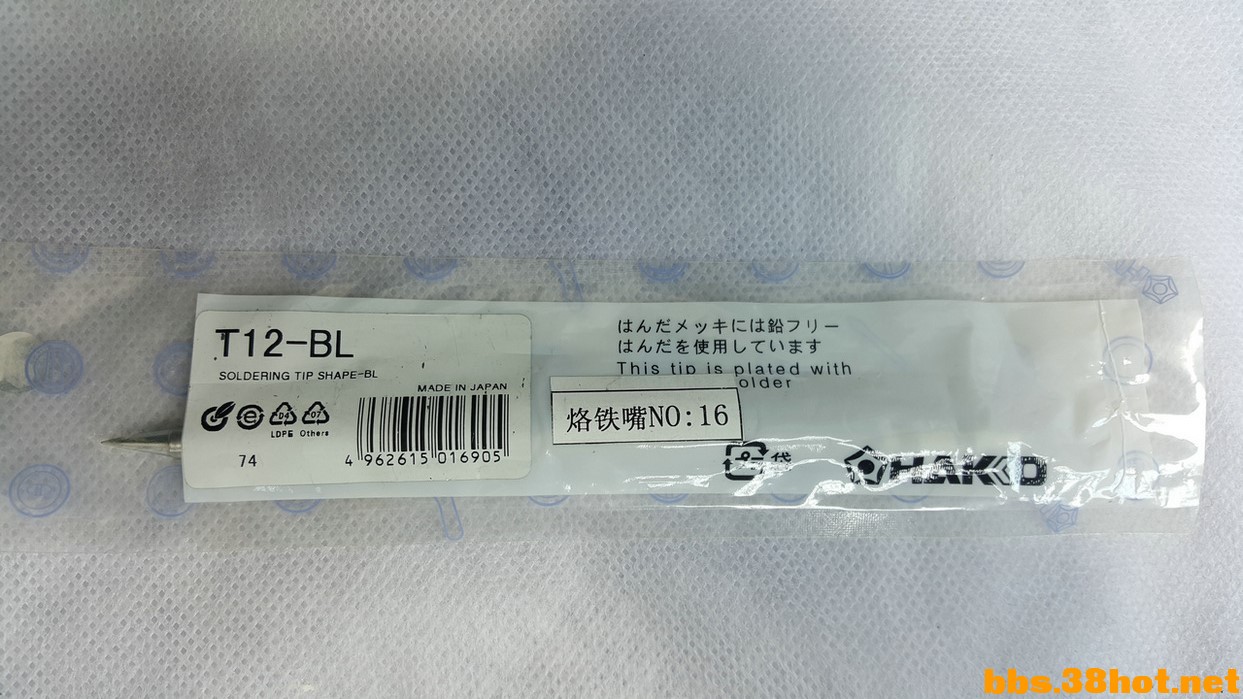 T12-BL
SOLDERING TIP SHAPE-BL
MADE IN JAPAN
04
07
LDPE Others
74
4 962615 016905
はんだメッキには鉛フリー
はんだを使用しています
This tip is plated with
older
烙铁嘴NO:16
袋
HAKKO
bbs.38hot.net